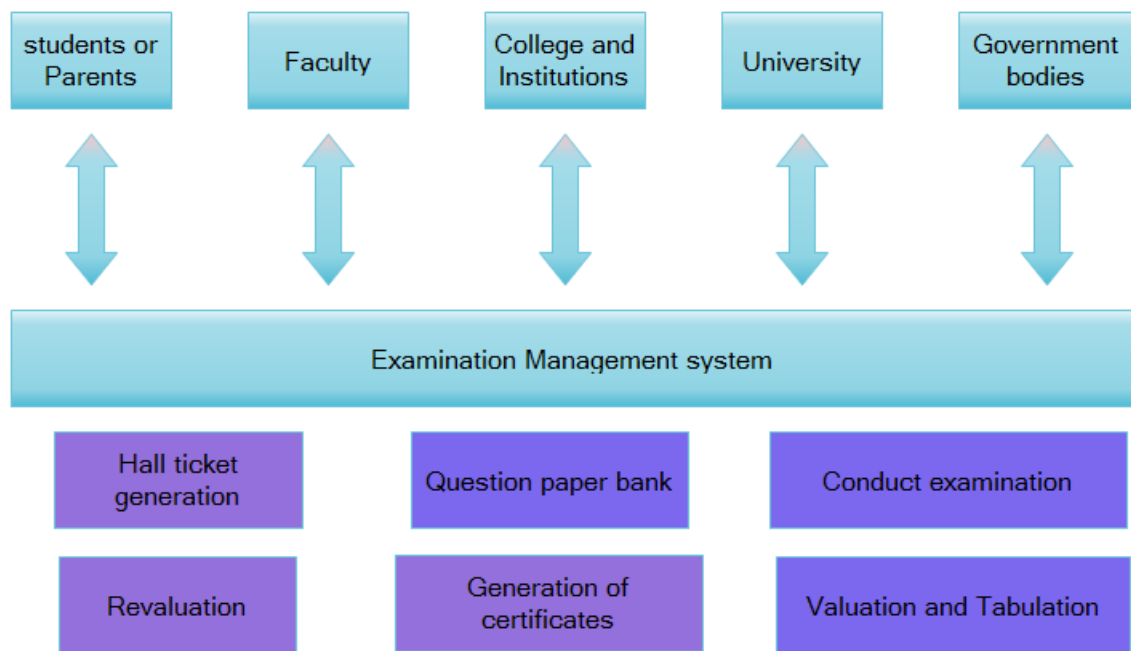 students or
Parents
Faculty
College and
Institutions
University
Government
bodies
Examination Management system
Hall ticket
generation
Question paper bank
Conduct examination
Revaluation
Generation of
certificates
Valuation and Tabulation